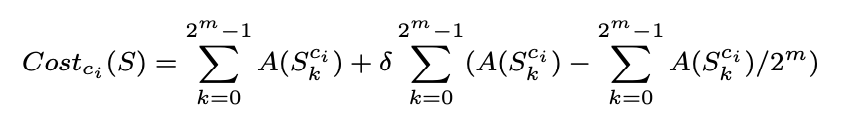 $Cost_{c_i}(S) = \sum_{k=0}^{2^m-1} A(S_k^{c_i}) + \delta \sum_{k=0}^{2^m-1} (A(S_k^{c_i}) - \sum_{k=0}^{2^m-1} A(S_k^{c_i})/2^m)$